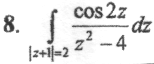 8. ∫|z+1|=2 cos 2z / z² − 4 dz